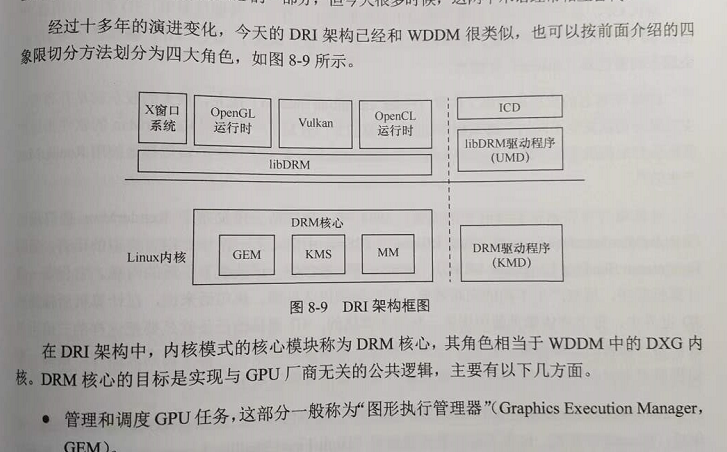 经过十多年的演进变化，今天的 DRI 架构已经和 WDDM 很类似，也可以按前面介绍的四
象限切分方法划分为四大角色，如图 8-9 所示。
X窗口
系统
OpenGL
运行时
Vulkan
OpenCL
运行时
ICD
libDRM驱动程序
(UMD)
libDRM
DRM核心
Linux内核
GEM
KMS
MM
DRM驱动程序
(KMD)
图 8-9 DRI 架构框图
在 DRI 架构中，内核模式的核心模块称为 DRM 核心，其角色相当于 WDDM 中的 DXG 内
核。DRM 核心的目标是实现与 GPU 厂商无关的公共逻辑，主要有以下几方面。
● 管理和调度 GPU 任务，这部分一般称为“图形执行管理器”（Graphics Execution Manager，
GEM）。